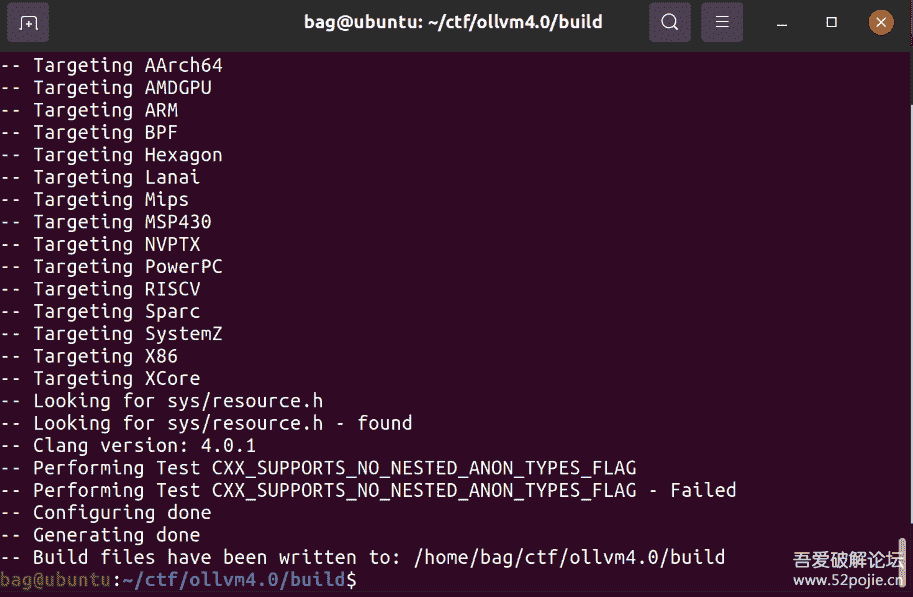 bag@ubuntu: ~/ctf/ollvm4.0/build
-- Targeting AArch64
-- Targeting AMDGPU
-- Targeting ARM
-- Targeting BPF
-- Targeting Hexagon
-- Targeting Lanai
-- Targeting Mips
-- Targeting MSP430
-- Targeting NVPTX
-- Targeting PowerPC
-- Targeting RISCV
-- Targeting Sparc
-- Targeting SystemZ
-- Targeting X86
-- Targeting XCore
-- Looking for sys/resource.h
-- Looking for sys/resource.h - found
-- Clang version: 4.0.1
-- Performing Test CXX_SUPPORTS_NO_NESTED_ANON_TYPES_FLAG
-- Performing Test CXX_SUPPORTS_NO_NESTED_ANON_TYPES_FLAG - Failed
-- Configuring done
-- Generating done
-- Build files have been written to: /home/bag/ctf/ollvm4.0/build
bag@ubuntu:~/ctf/ollvm4.0/build$
吾爱破解论坛
www.52pojie.cn